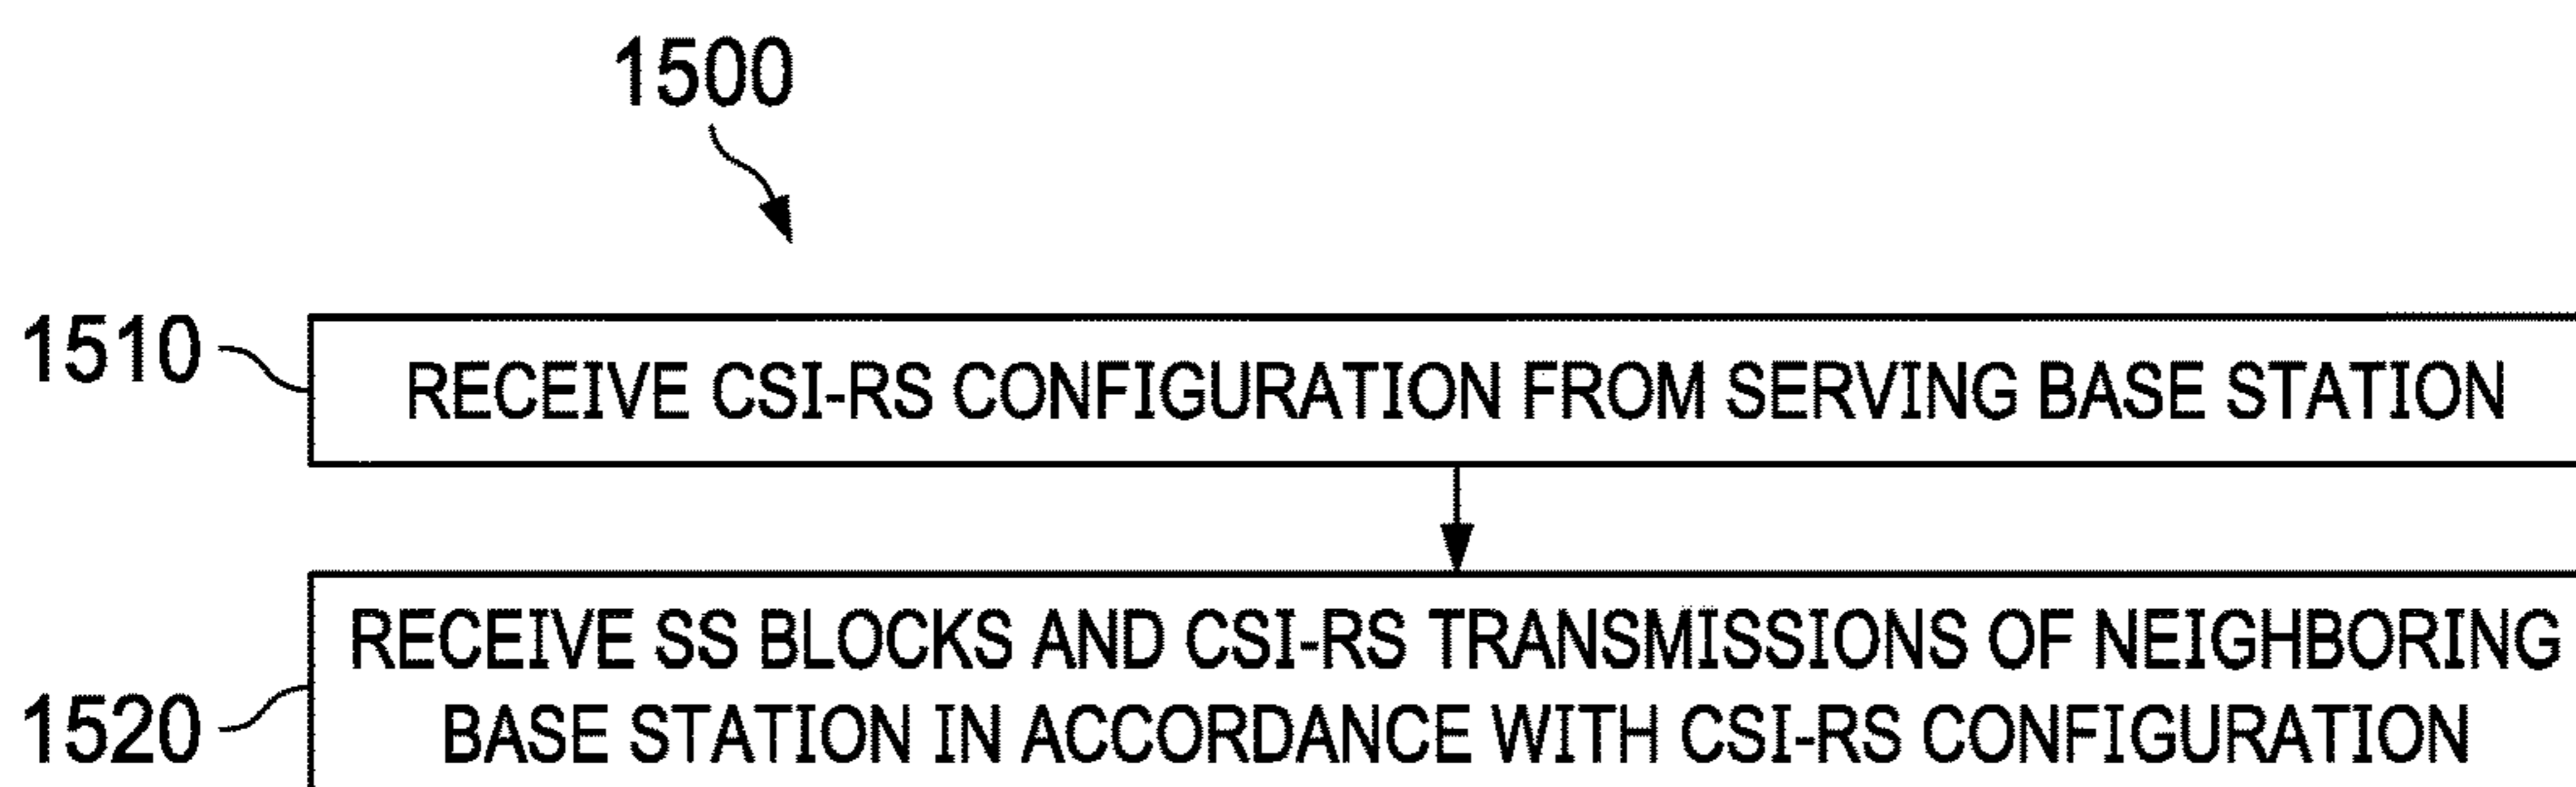 1500
1510
RECEIVE CSI-RS CONFIGURATION FROM SERVING BASE STATION
RECEIVE SS BLOCKS AND CSI-RS TRANSMISSIONS OF NEIGHBORING
1520
BASE STATION IN ACCORDANCE WITH CSI-RS CONFIGURATION